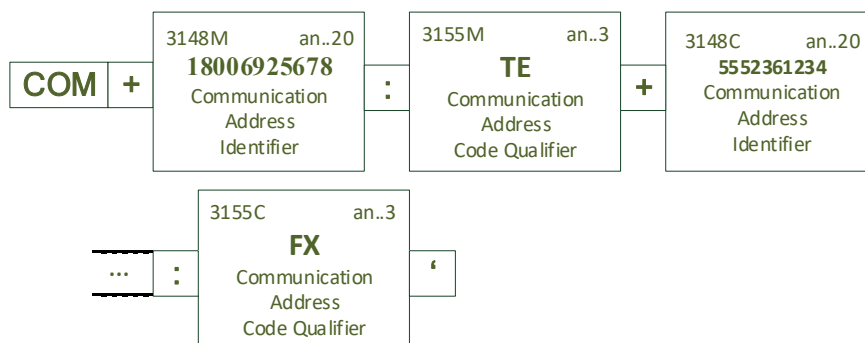 3148M an..20
18006925678
Communication
Address
Identifier
3155M an..3
TE
Communication
Address
Code Qualifier
3148C an..20
5552361234
Communication
Address
Identifier
COM + : +
3155C an..3
FX
Communication
Address
Code Qualifier
... : ‘